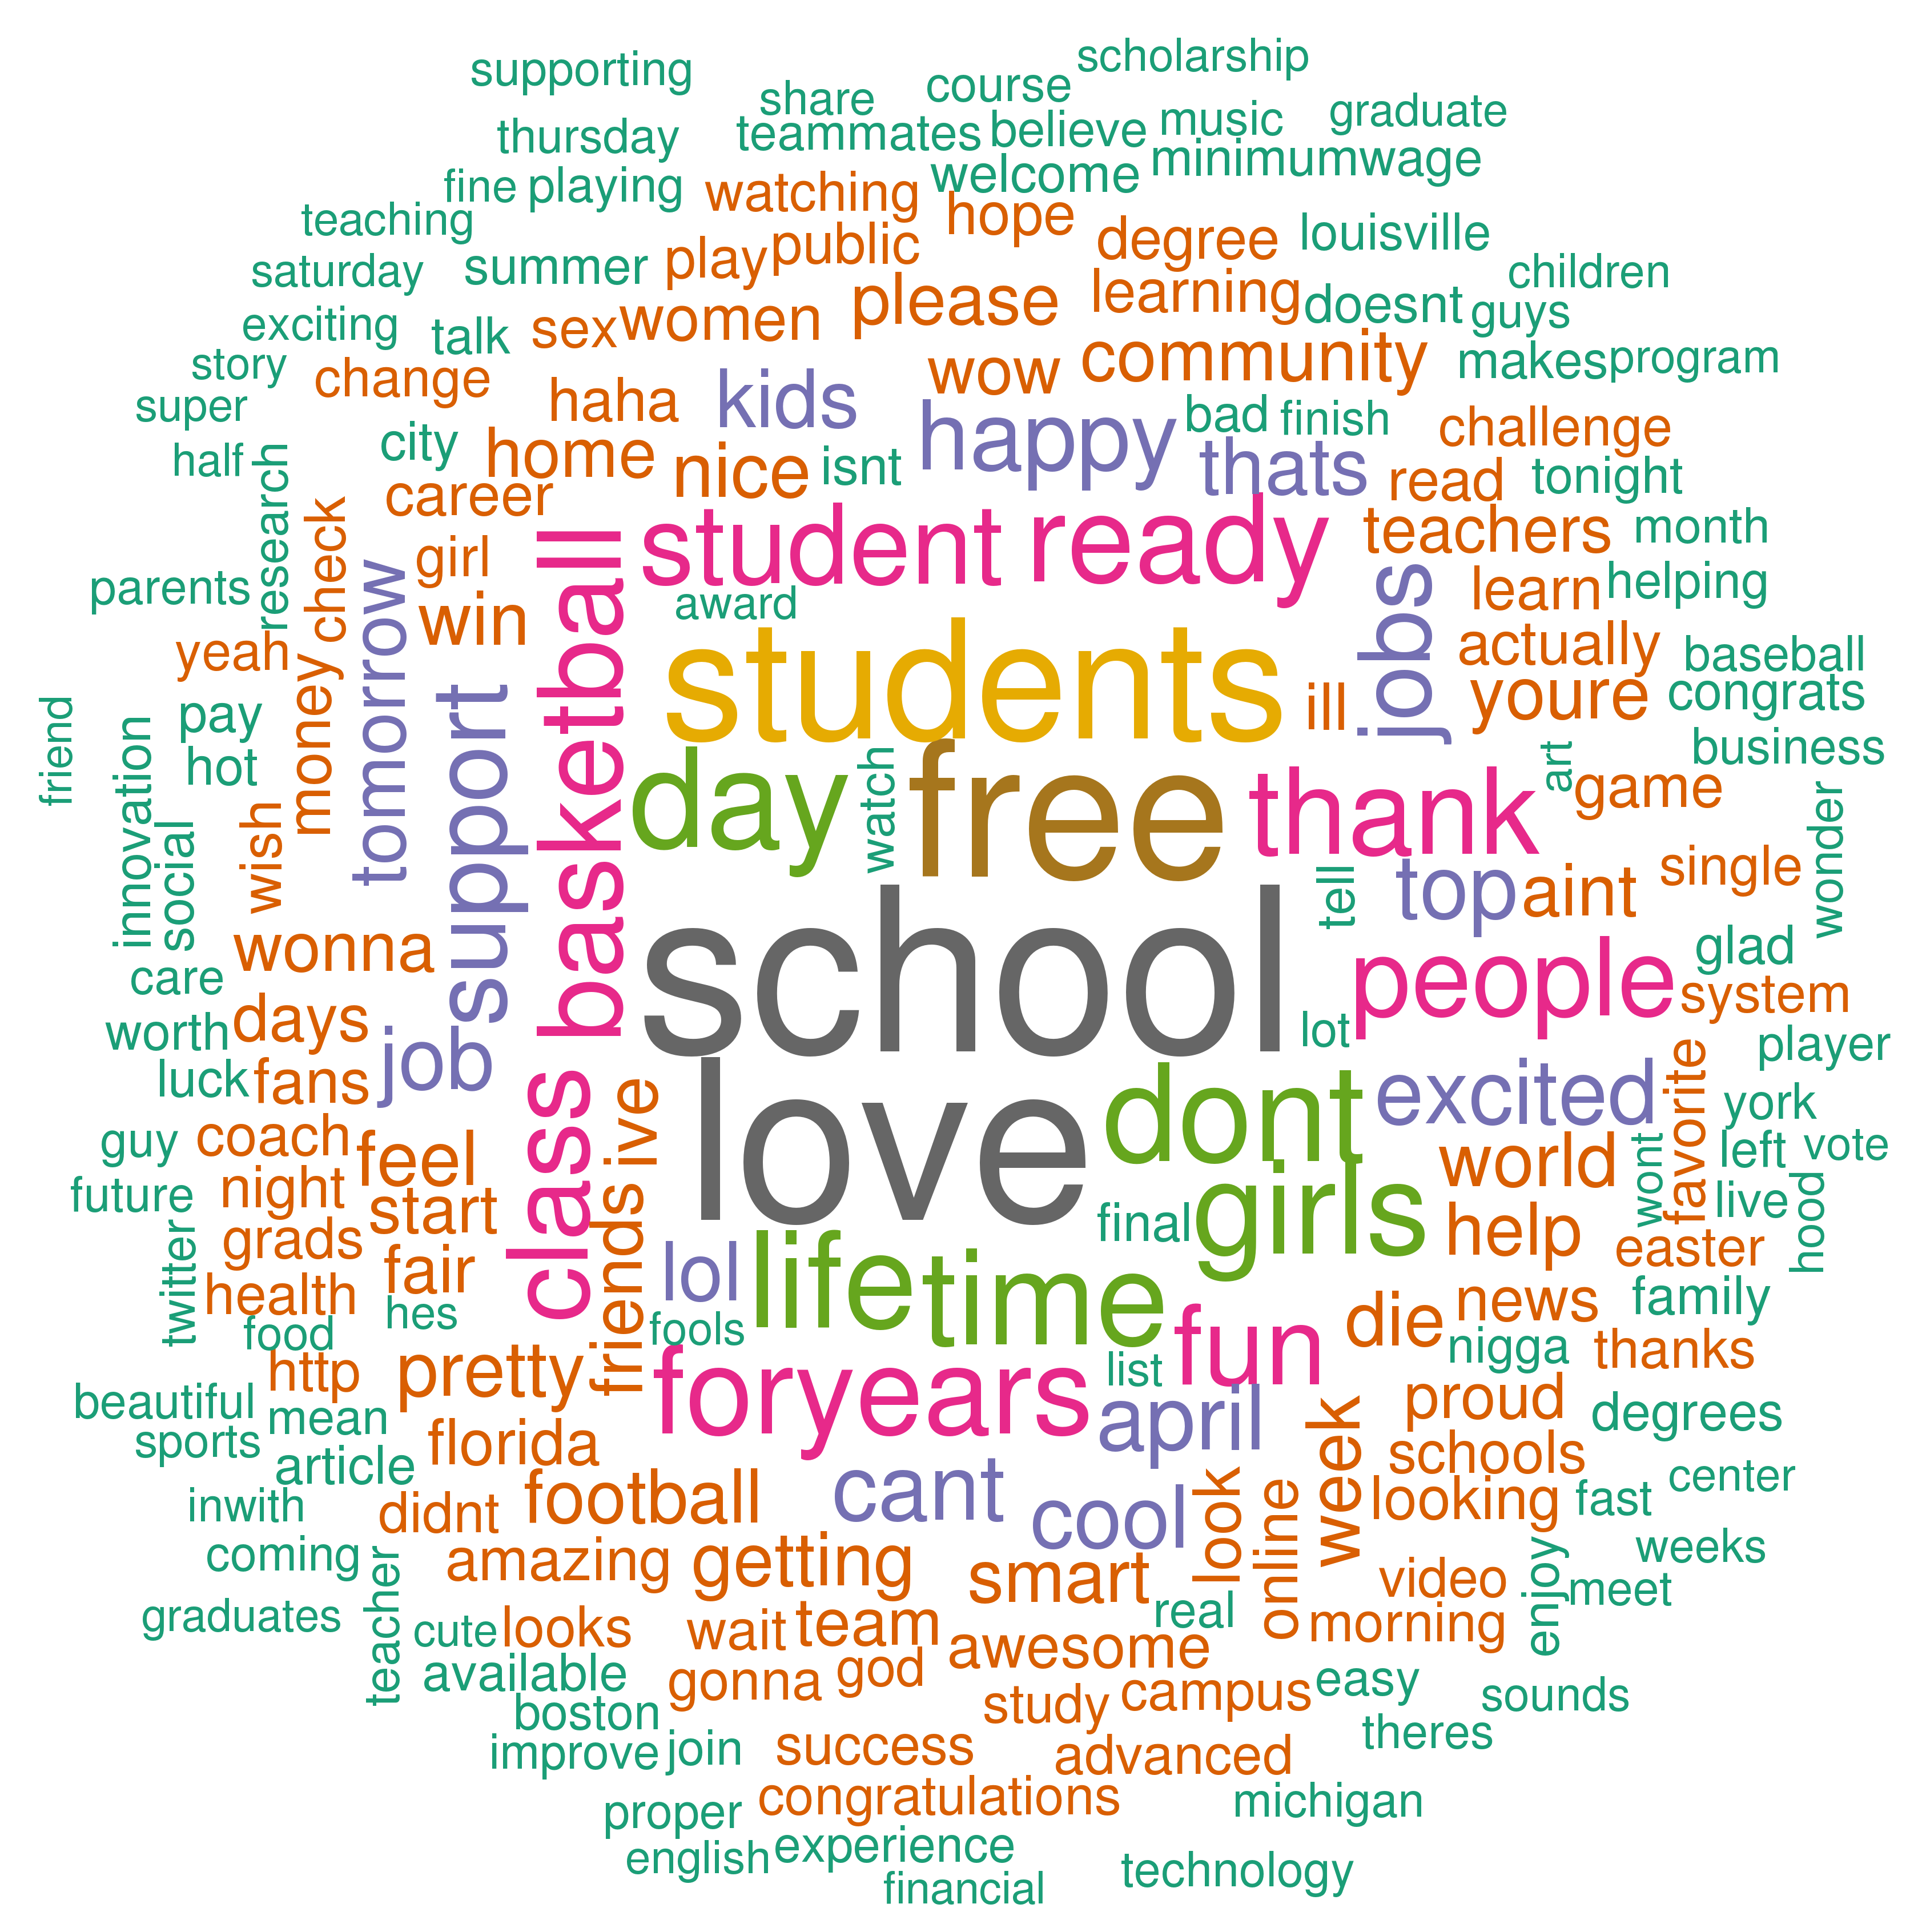 scholarship
supporting
share
course
graduate
thursday
teammates
believe
music
minimumwage
fine
playing
watching
welcome
teaching
hope
degree
louisville
saturday
summer
play
public
children
exciting
talk
sex
women
please
learning
doesnt
guys
story
change
haha
kids
wow
community
makes
program
super
city
home
nice
isnt
happy
bad
finish
thats
challenge
half
research
check
career
read
tonight
basketball
student
ready
teachers
month
parents
tomorrow
girl
win
award
jobs
learn
helping
yeah
money
support
students
ill
actually
youre
baseball
congrats
friend
innovation
pay
hot
day
watch
free
thank
art
game
business
social
wish
tell
top
aint
single
wonder
wonna
school
people
glad
care
system
worth
days
job
lot
player
luck
fans
class
ive
love
dont
excited
favorite
york
guy
coach
feel
world
wont
left
vote
future
night
start
friends
final
girls
help
live
hood
twitter
grads
fair
lol
life
time
easter
health
hes
fools
fun
die
news
family
food
http
pretty
foryears
list
nigga
thanks
beautiful
mean
april
week
proud
degrees
sports
article
florida
schools
center
inwith
didnt
football
cant
cool
look
online
looking
fast
coming
teacher
amazing
getting
smart
video
enjoy
meet
weeks
graduates
cute
looks
wait
team
awesome
real
morning
available
gonna
god
study
campus
easy
sounds
boston
improve
join
success
advanced
theres
proper
congratulations
michigan
english
experience
financial
technology